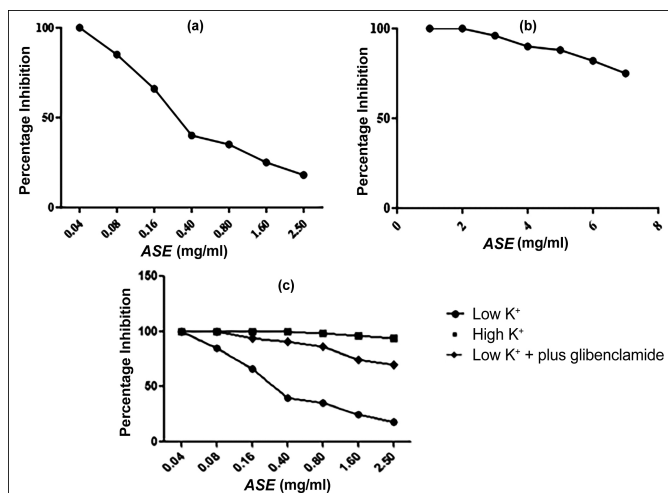 (a)
Percentage Inhibition
100
50
0
0.04 0.08 0.16 0.40 0.80 1.60 2.50
ASE (mg/ml)
(b)
Percentage Inhibition
100
50
0
0 2 4 6 8
ASE (mg/ml)
(c)
Percentage Inhibition
150
100
50
0
0.04 0.08 0.16 0.40 0.80 1.60 2.50
ASE (mg/ml)
Low K⁺
High K⁺
Low K⁺ + plus glibenclamide